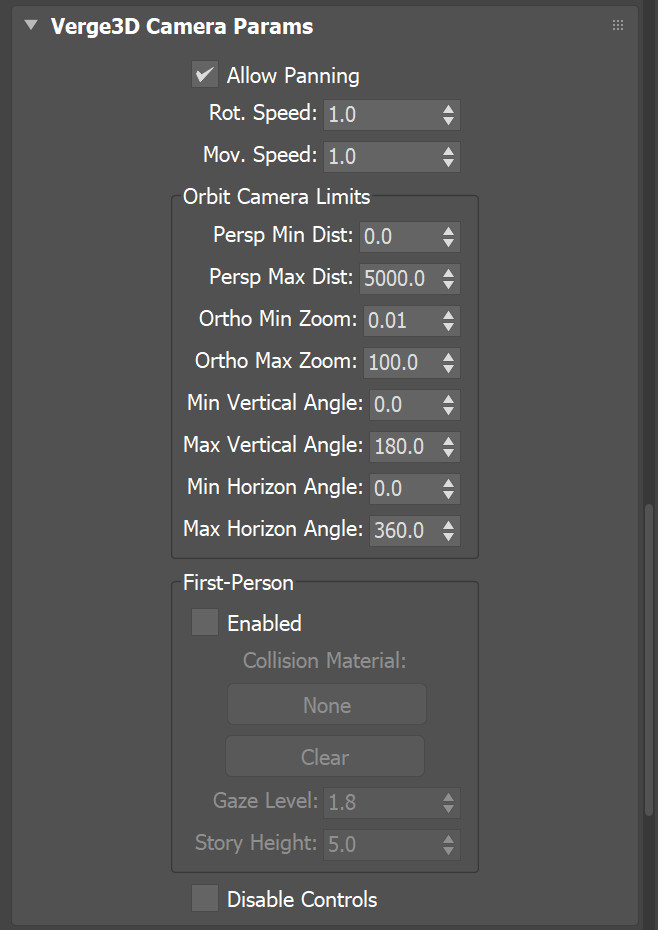 Verge3D Camera Params
Allow Panning
Rot. Speed: 1.0
Mov. Speed: 1.0
Orbit Camera Limits
Persp Min Dist: 0.0
Persp Max Dist: 5000.0
Ortho Min Zoom: 0.01
Ortho Max Zoom: 100.0
Min Vertical Angle: 0.0
Max Vertical Angle: 180.0
Min Horizon Angle: 0.0
Max Horizon Angle: 360.0
First-Person
Enabled
Collision Material:
None
Clear
Gaze Level: 1.8
Story Height: 5.0
Disable Controls